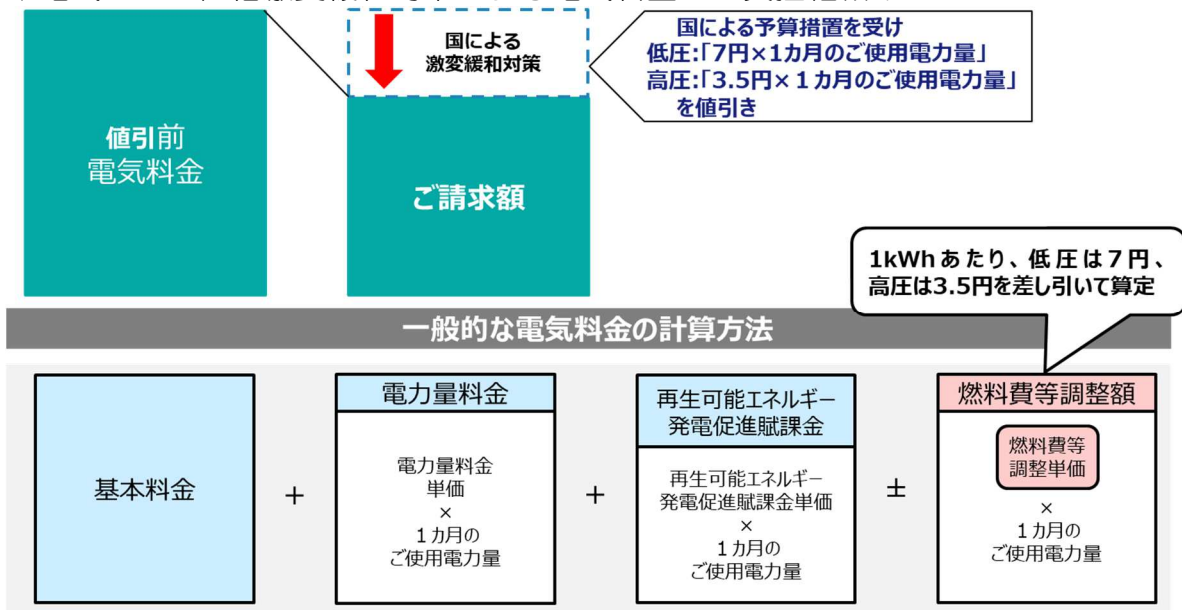 国による
激変緩和対策
国による予算措置を受け
低圧:「7円×1カ月のご使用電力量」
高圧:「3.5円×１カ月のご使用電力量」
を値引き
値引前
電気料金
ご請求額
1kWhあたり、低圧は７円、
高圧は3.5円を差し引いて算定
一般的な電気料金の計算方法
基本料金
+
電力量料金
電力量料金
単価
×
１カ月の
ご使用電力量
+
再生可能エネルギー
発電促進賦課金
再生可能エネルギー
発電促進賦課金単価
×
１カ月の
ご使用電力量
±
燃料費等調整額
燃料費等
調整単価
×
１カ月の
ご使用電力量